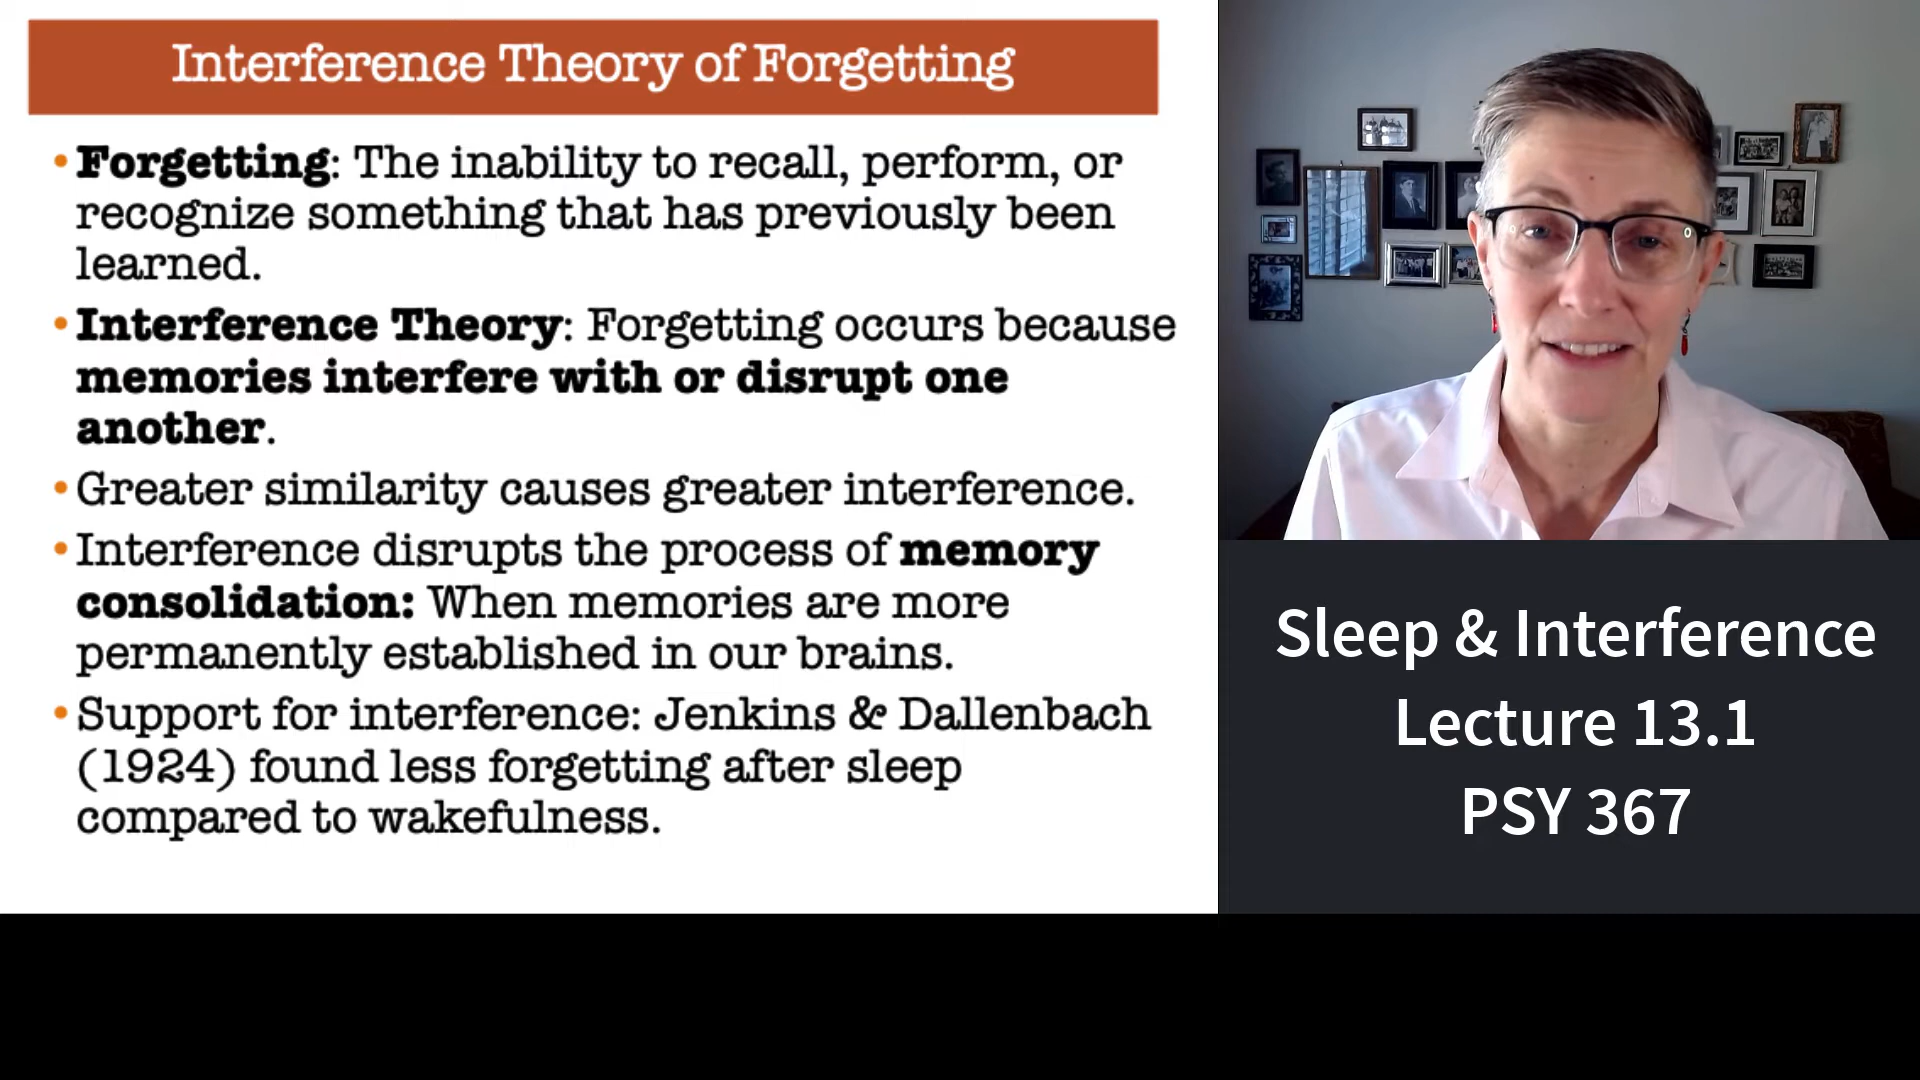 Interference Theory of Forgetting
• Forgetting: The inability to recall, perform, or
recognize something that has previously been
learned.
• Interference Theory: Forgetting occurs because
memories interfere with or disrupt one
another.
• Greater similarity causes greater interference.
• Interference disrupts the process of memory
consolidation: When memories are more
permanently established in our brains.
• Support for interference: Jenkins & Dallenbach
(1924) found less forgetting after sleep
compared to wakefulness.
Sleep & Interference
Lecture 13.1
PSY 367